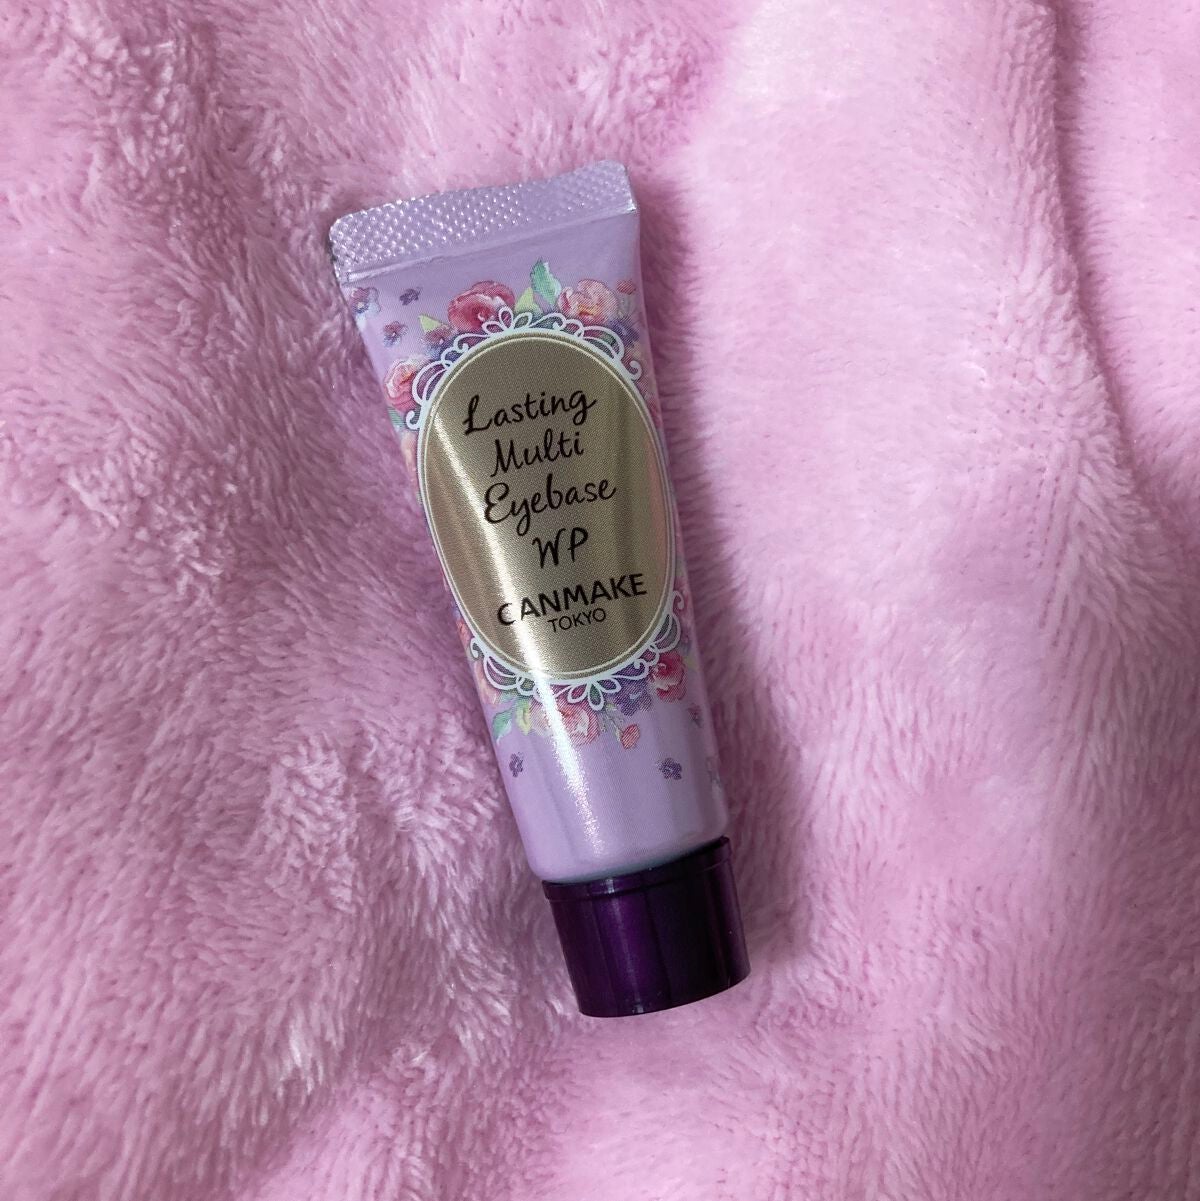 Lasting
Multi
Eyebase
WP
CANMAKE
TOKYO